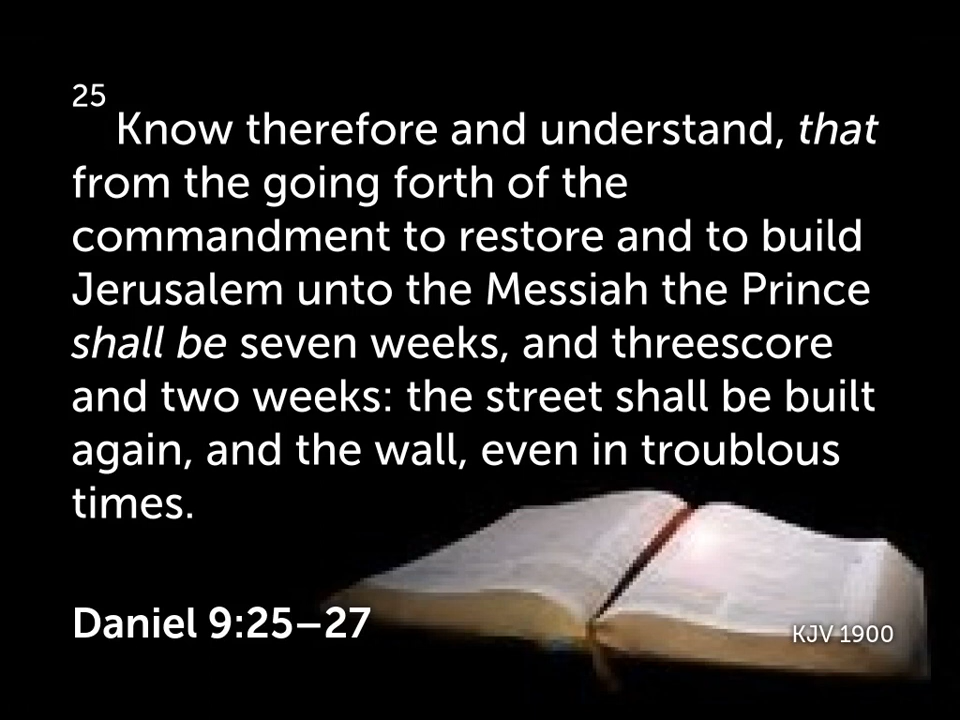 25
Know therefore and understand, that
from the going forth of the
commandment to restore and to build
Jerusalem unto the Messiah the Prince
shall be seven weeks, and threescore
and two weeks: the street shall be built
again, and the wall, even in troublous
times.
Daniel 9:25–27
KJV 1900